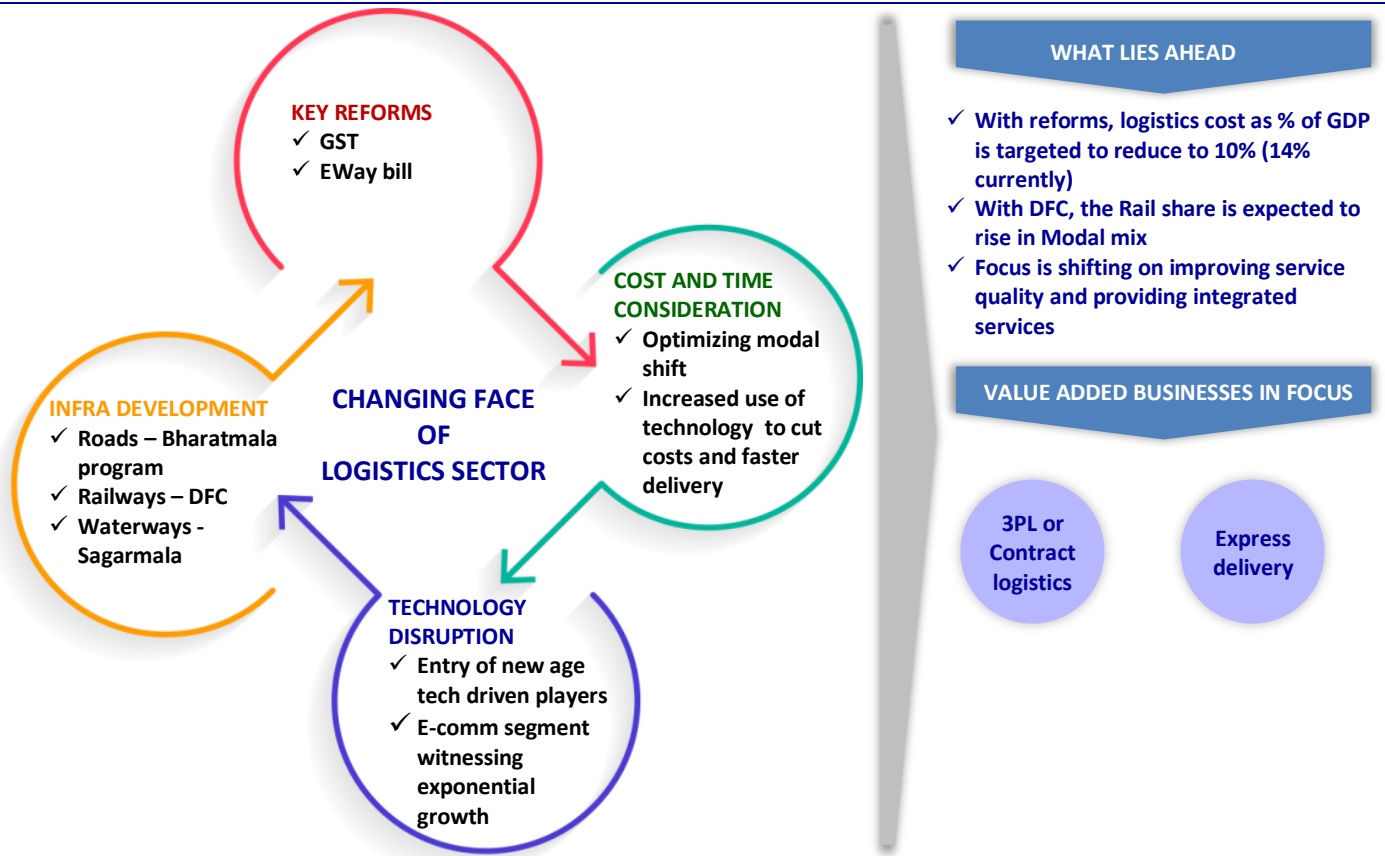 KEY REFORMS
✓ GST
✓ EWay bill
COST AND TIME
CONSIDERATION
✓ Optimizing modal
shift
✓ Increased use of
technology to cut
costs and faster
delivery
TECHNOLOGY
DISRUPTION
✓ Entry of new age
tech driven players
✓ E-comm segment
witnessing
exponential
growth
INFRA DEVELOPMENT
✓ Roads – Bharatmala
program
✓ Railways – DFC
✓ Waterways -
Sagarmala
CHANGING FACE
OF
LOGISTICS SECTOR
WHAT LIES AHEAD
✓ With reforms, logistics cost as % of GDP
is targeted to reduce to 10% (14%
currently)
✓ With DFC, the Rail share is expected to
rise in Modal mix
✓ Focus is shifting on improving service
quality and providing integrated
services
VALUE ADDED BUSINESSES IN FOCUS
3PL or
Contract
logistics
Express
delivery